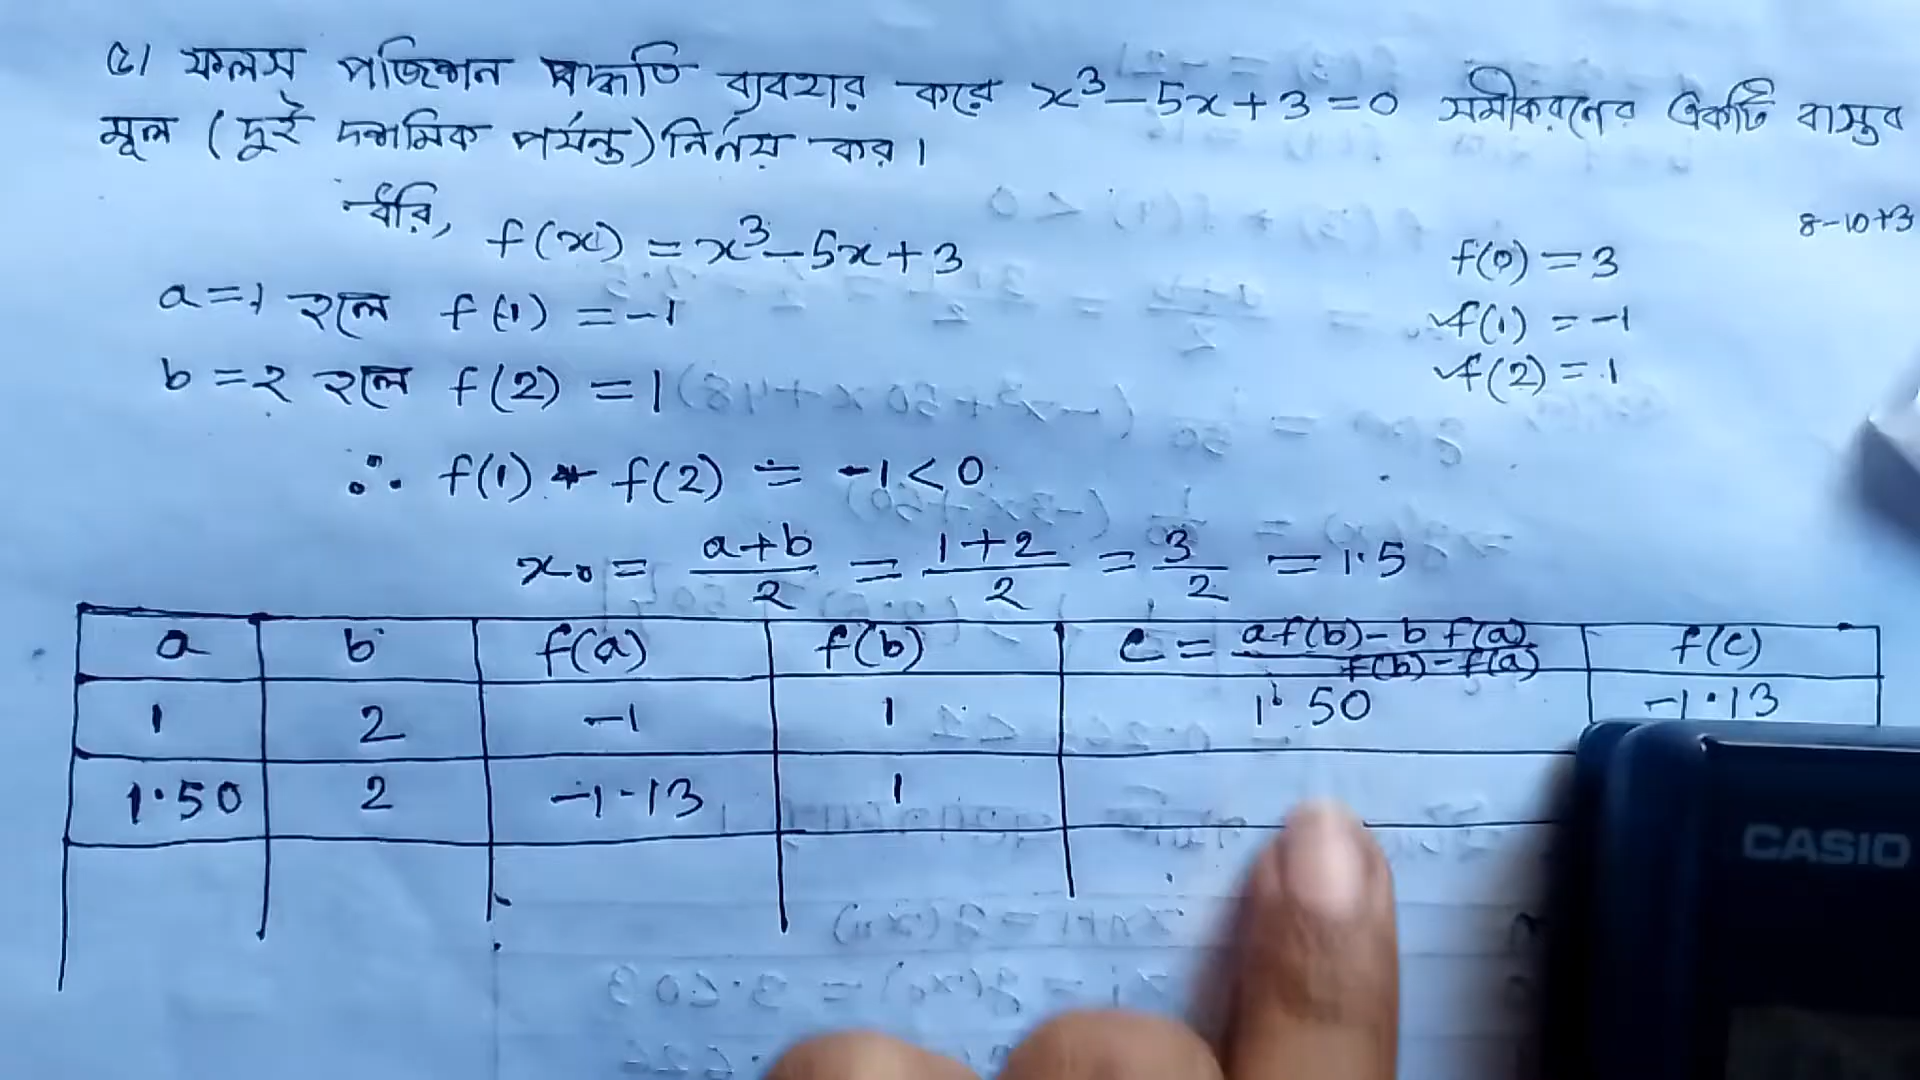 ৫। ফলস পজিশন পদ্ধতি ব্যবহার করে x³-5x+3=0 সমীকরনের একটি বাস্তব
মূল (দুই দশমিক পর্যন্ত) নির্নয় কর।
ধরি, f(x) = x³-5x+3
8-10+3
f(0) = 3
a=1 হলে f(1) = -1
f(1) = -1
b=2 হলে f(2) = 1
f(2) = 1
∴ f(1) * f(2) = -1 < 0
x₀ = (a+b)/2 = (1+2)/2 = 3/2 = 1.5
a b f(a) f(b) c = (af(b)-bf(a))/(f(b)-f(a)) f(c)
1 2 -1 1 1.50 -1.13
1.50 2 -1.13 1
CASIO